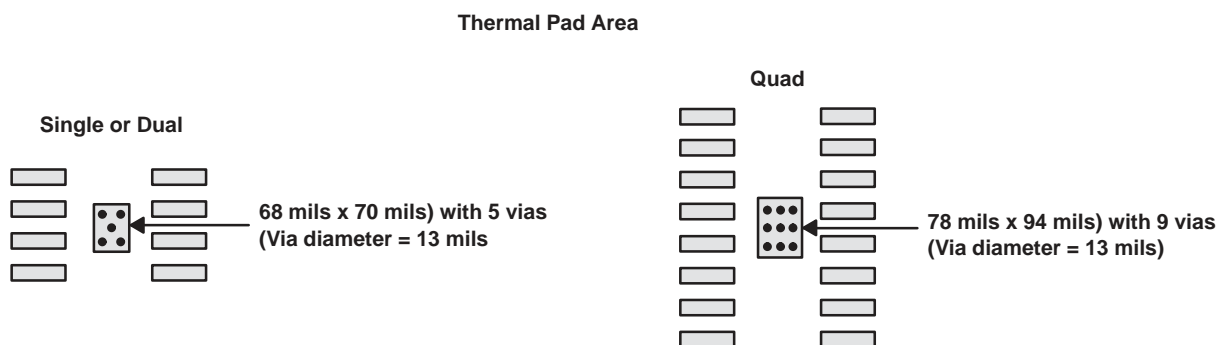 Thermal Pad Area
Quad
Single or Dual
68 mils x 70 mils) with 5 vias
(Via diameter = 13 mils
78 mils x 94 mils) with 9 vias
(Via diameter = 13 mils)